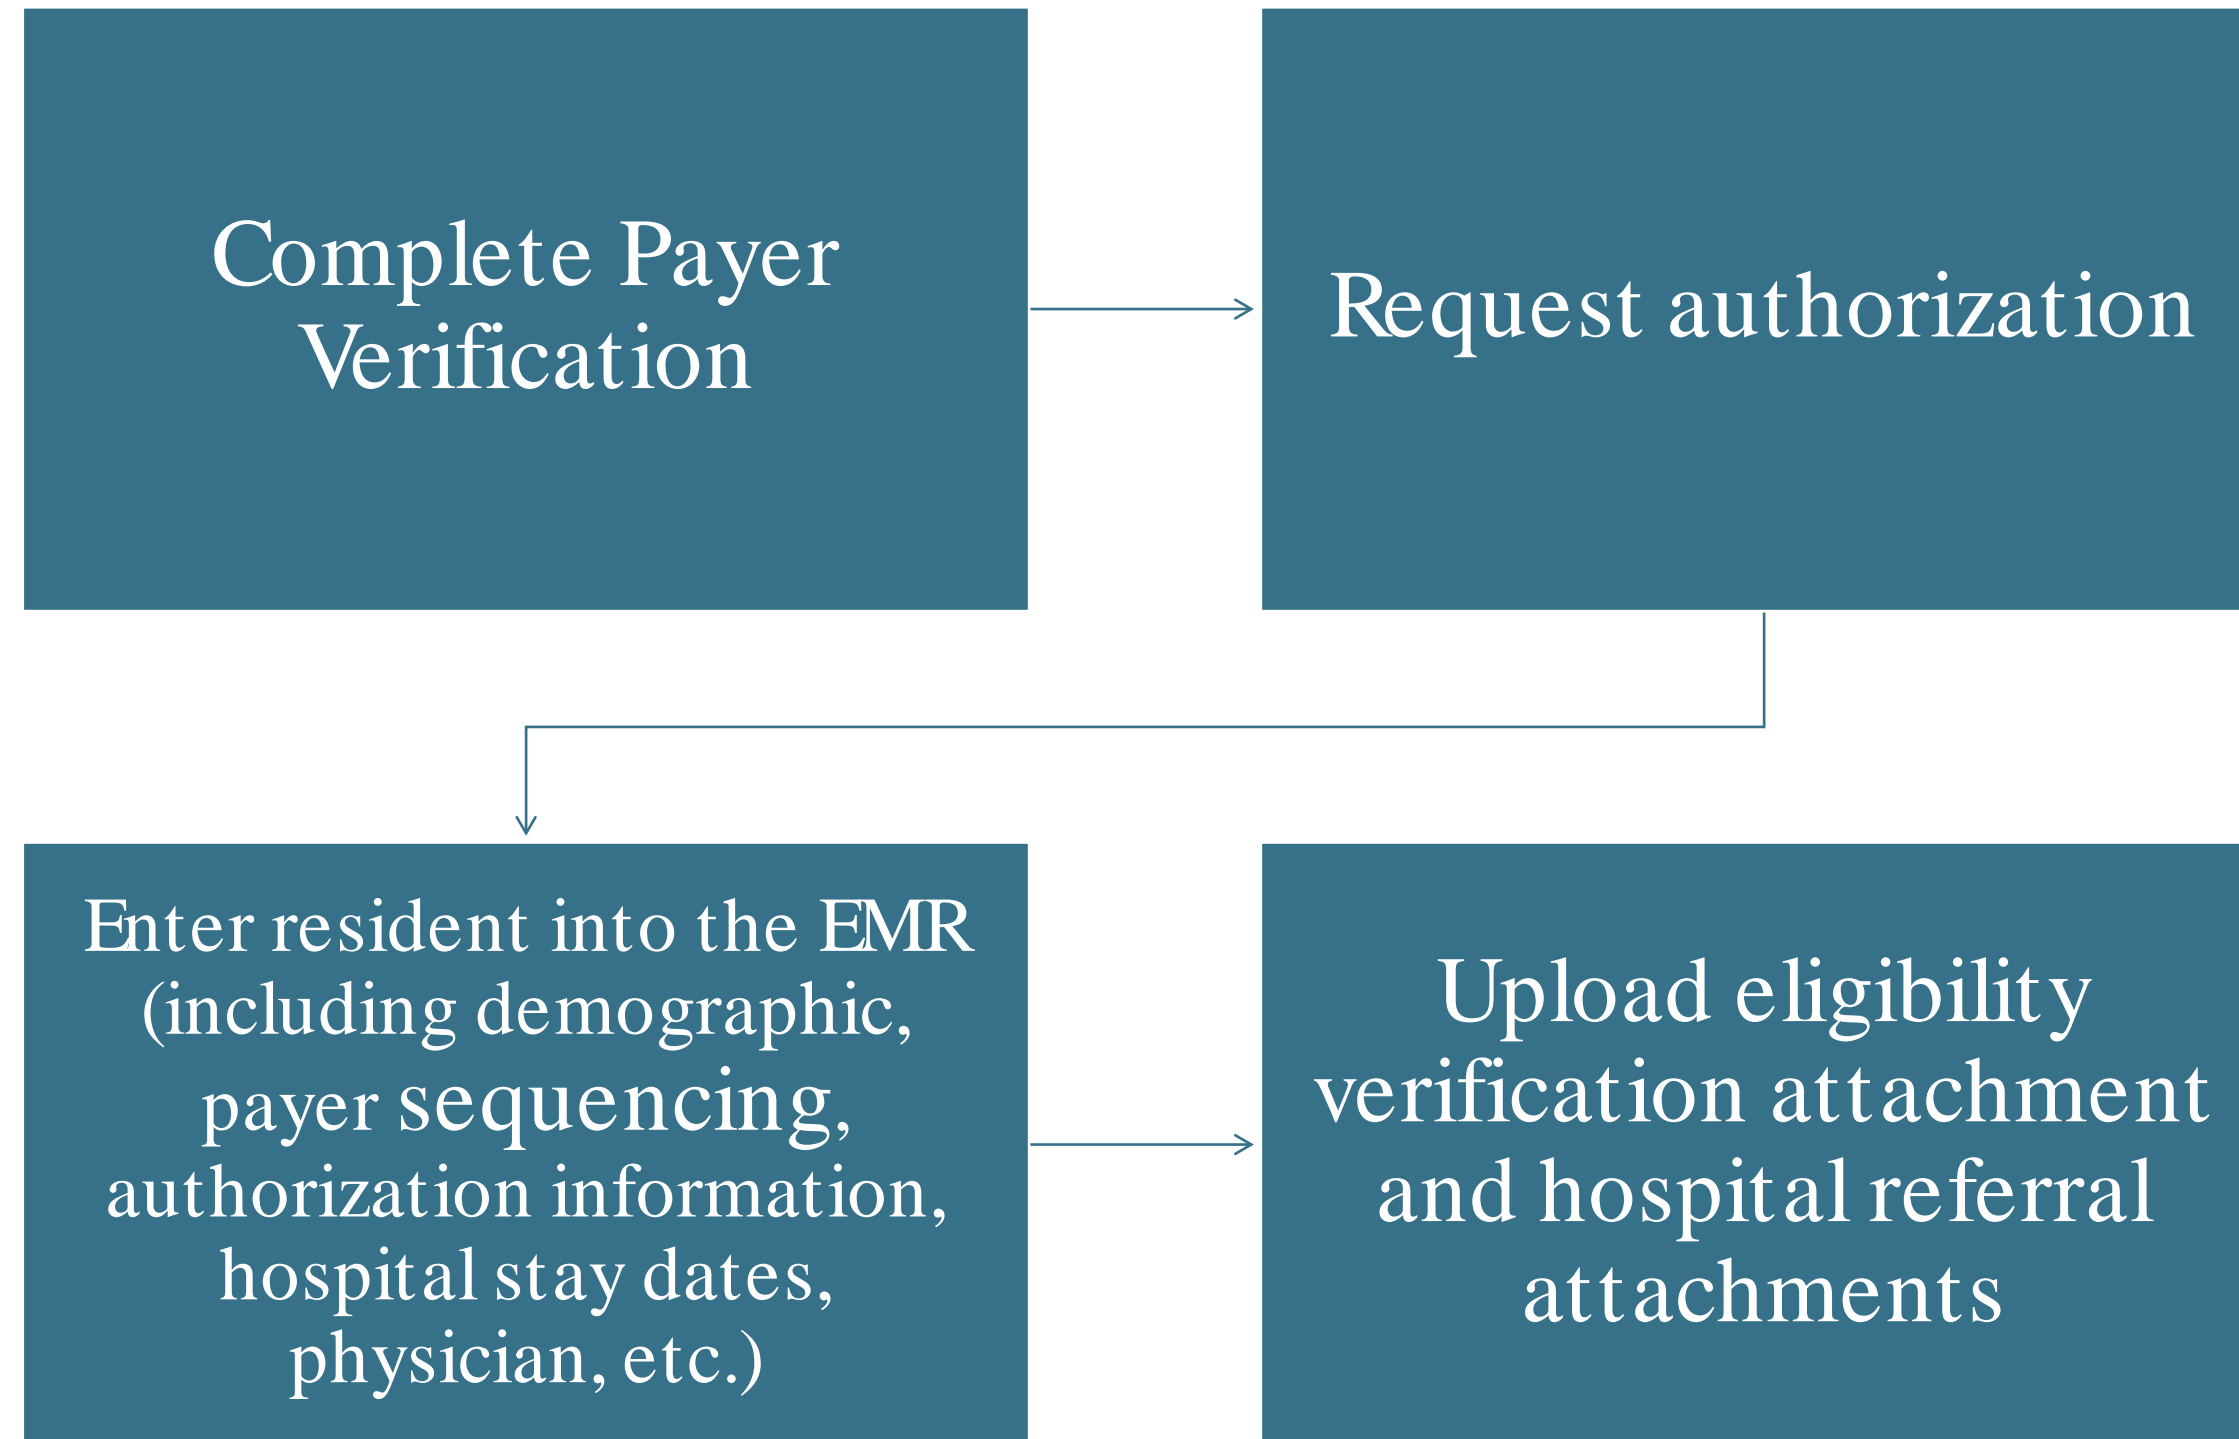 Complete Payer
Verification
Request authorization
Enter resident into the EMR
(including demographic,
payer sequencing,
authorization information,
hospital stay dates,
physician, etc.)
Upload eligibility
verification attachment
and hospital referral
attachments